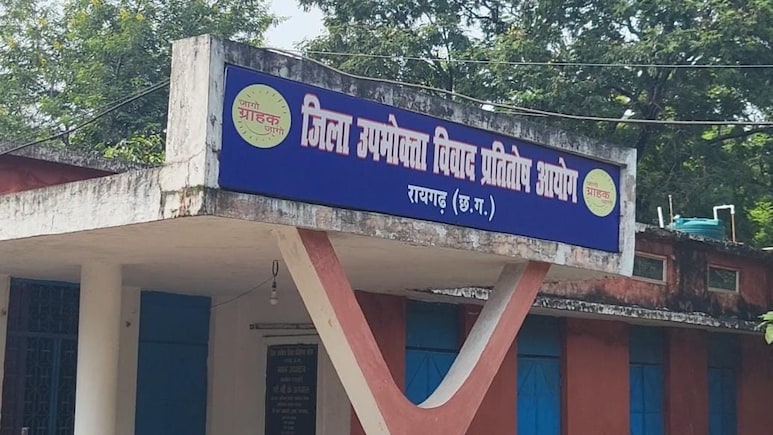 जागो
ग्राहक
जागो
जिला उपभोक्ता विवाद प्रतितोष आयोग
रायगढ़ (छ.ग.)
जागो
ग्राहक
जागो